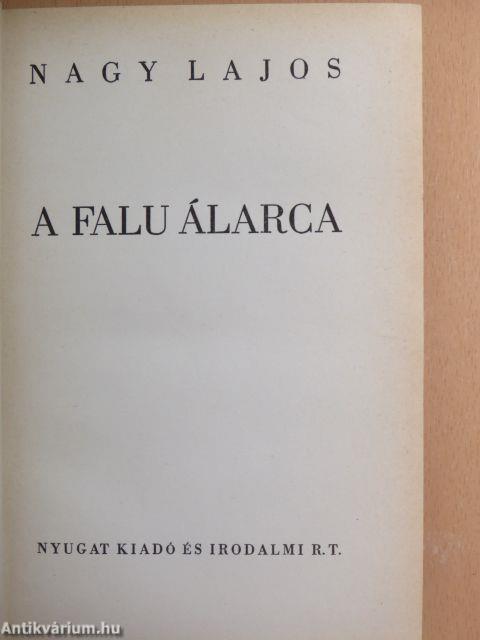 NAGY LAJOS
A FALU ÁLARCA
NYUGAT KIADÓ ÉS IRODALMI R.T.
Antikvárium.hu